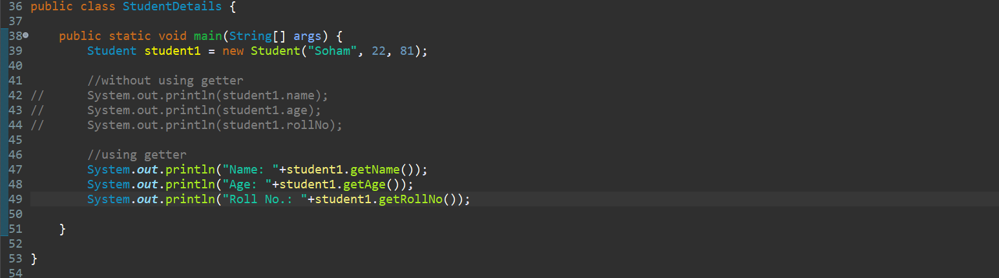 36 public class StudentDetails {
37
38 public static void main(String[] args) {
39 Student student1 = new Student("Soham", 22, 81);
40
41 //without using getter
42 // System.out.println(student1.name);
43 // System.out.println(student1.age);
44 // System.out.println(student1.rollNo);
45
46 //using getter
47 System.out.println("Name: "+student1.getName());
48 System.out.println("Age: "+student1.getAge());
49 System.out.println("Roll No.: "+student1.getRollNo());
50
51 }
52
53 }
54